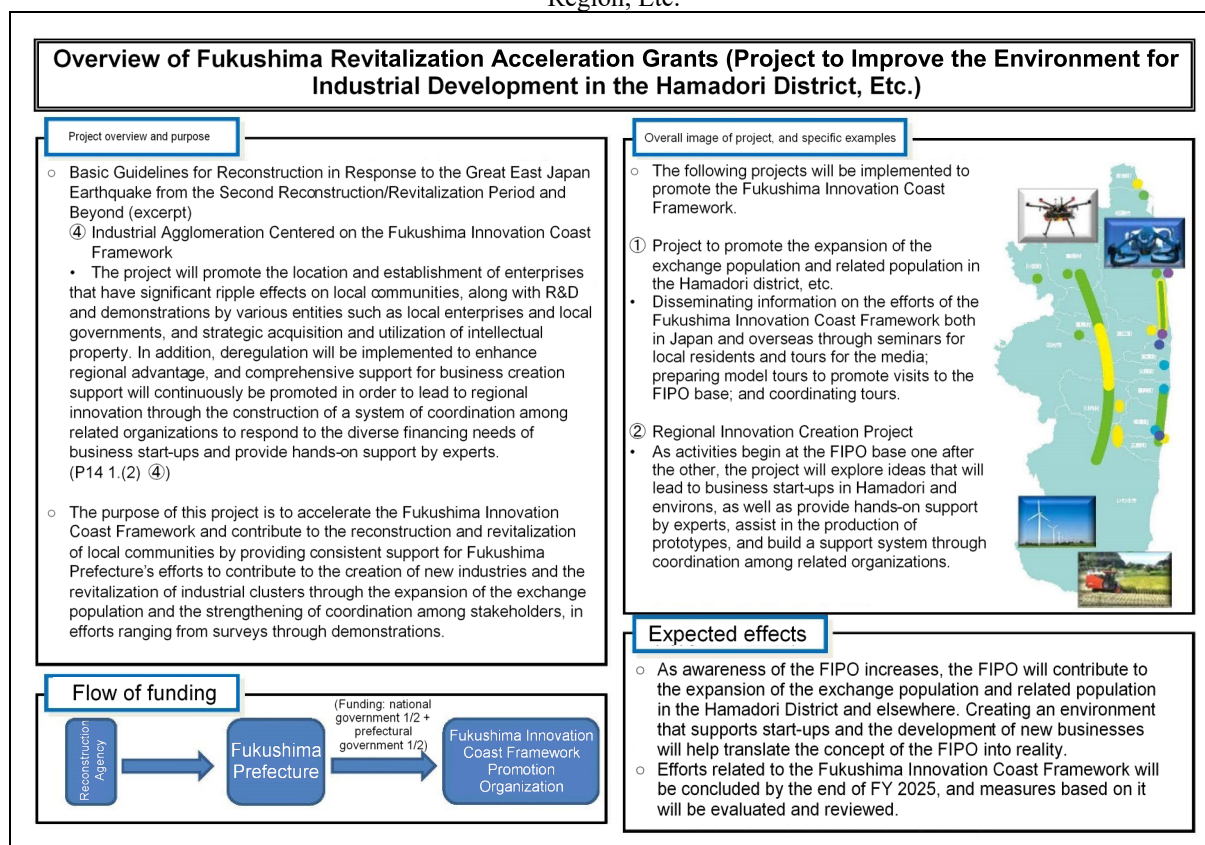 Region, Etc.
Overview of Fukushima Revitalization Acceleration Grants (Project to Improve the Environment for
Industrial Development in the Hamadori District, Etc.)
Project overview and purpose
○ Basic Guidelines for Reconstruction in Response to the Great East Japan
Earthquake from the Second Reconstruction/Revitalization Period and
Beyond (excerpt)
④ Industrial Agglomeration Centered on the Fukushima Innovation Coast
Framework
• The project will promote the location and establishment of enterprises
that have significant ripple effects on local communities, along with R&D
and demonstrations by various entities such as local enterprises and local
governments, and strategic acquisition and utilization of intellectual
property. In addition, deregulation will be implemented to enhance
regional advantage, and comprehensive support for business creation
support will continuously be promoted in order to lead to regional
innovation through the construction of a system of coordination among
related organizations to respond to the diverse financing needs of
business start-ups and provide hands-on support by experts.
(P14 1.(2) ④)
○ The purpose of this project is to accelerate the Fukushima Innovation
Coast Framework and contribute to the reconstruction and revitalization
of local communities by providing consistent support for Fukushima
Prefecture's efforts to contribute to the creation of new industries and the
revitalization of industrial clusters through the expansion of the exchange
population and the strengthening of coordination among stakeholders, in
efforts ranging from surveys through demonstrations.
Flow of funding
Reconstruction
Agency
Fukushima
Prefecture
(Funding: national
government 1/2 +
prefectural
government 1/2)
Fukushima Innovation
Coast Framework
Promotion
Organization
Overall image of project, and specific examples
○ The following projects will be implemented to
promote the Fukushima Innovation Coast
Framework.
① Project to promote the expansion of the
exchange population and related population in
the Hamadori district, etc.
• Disseminating information on the efforts of the
Fukushima Innovation Coast Framework both
in Japan and overseas through seminars for
local residents and tours for the media;
preparing model tours to promote visits to the
FIPO base; and coordinating tours.
② Regional Innovation Creation Project
• As activities begin at the FIPO base one after
the other, the project will explore ideas that will
lead to business start-ups in Hamadori and
environs, as well as provide hands-on support
by experts, assist in the production of
prototypes, and build a support system through
coordination among related organizations.
Expected effects
○ As awareness of the FIPO increases, the FIPO will contribute to
the expansion of the exchange population and related population
in the Hamadori District and elsewhere. Creating an environment
that supports start-ups and the development of new businesses
will help translate the concept of the FIPO into reality.
○ Efforts related to the Fukushima Innovation Coast Framework will
be concluded by the end of FY 2025, and measures based on it
will be evaluated and reviewed.